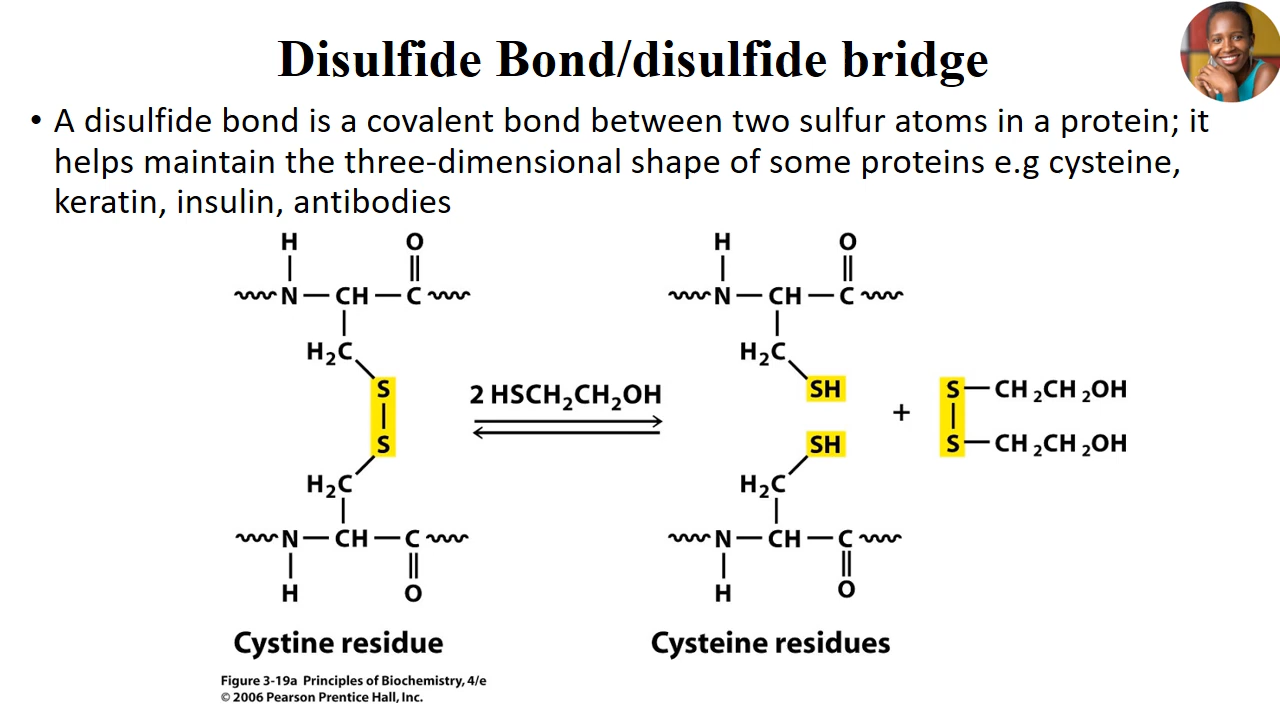 Disulfide Bond/disulfide bridge
• A disulfide bond is a covalent bond between two sulfur atoms in a protein; it
helps maintain the three-dimensional shape of some proteins e.g cysteine,
keratin, insulin, antibodies
H O H O
N — CH — C N — CH — C
H₂C H₂C
S 2 HSCH₂CH₂OH SH + S — CH₂CH₂OH
S SH S — CH₂CH₂OH
H₂C H₂C
N — CH — C N — CH — C
H O H O
Cystine residue Cysteine residues
Figure 3-19a Principles of Biochemistry, 4/e
© 2006 Pearson Prentice Hall, Inc.